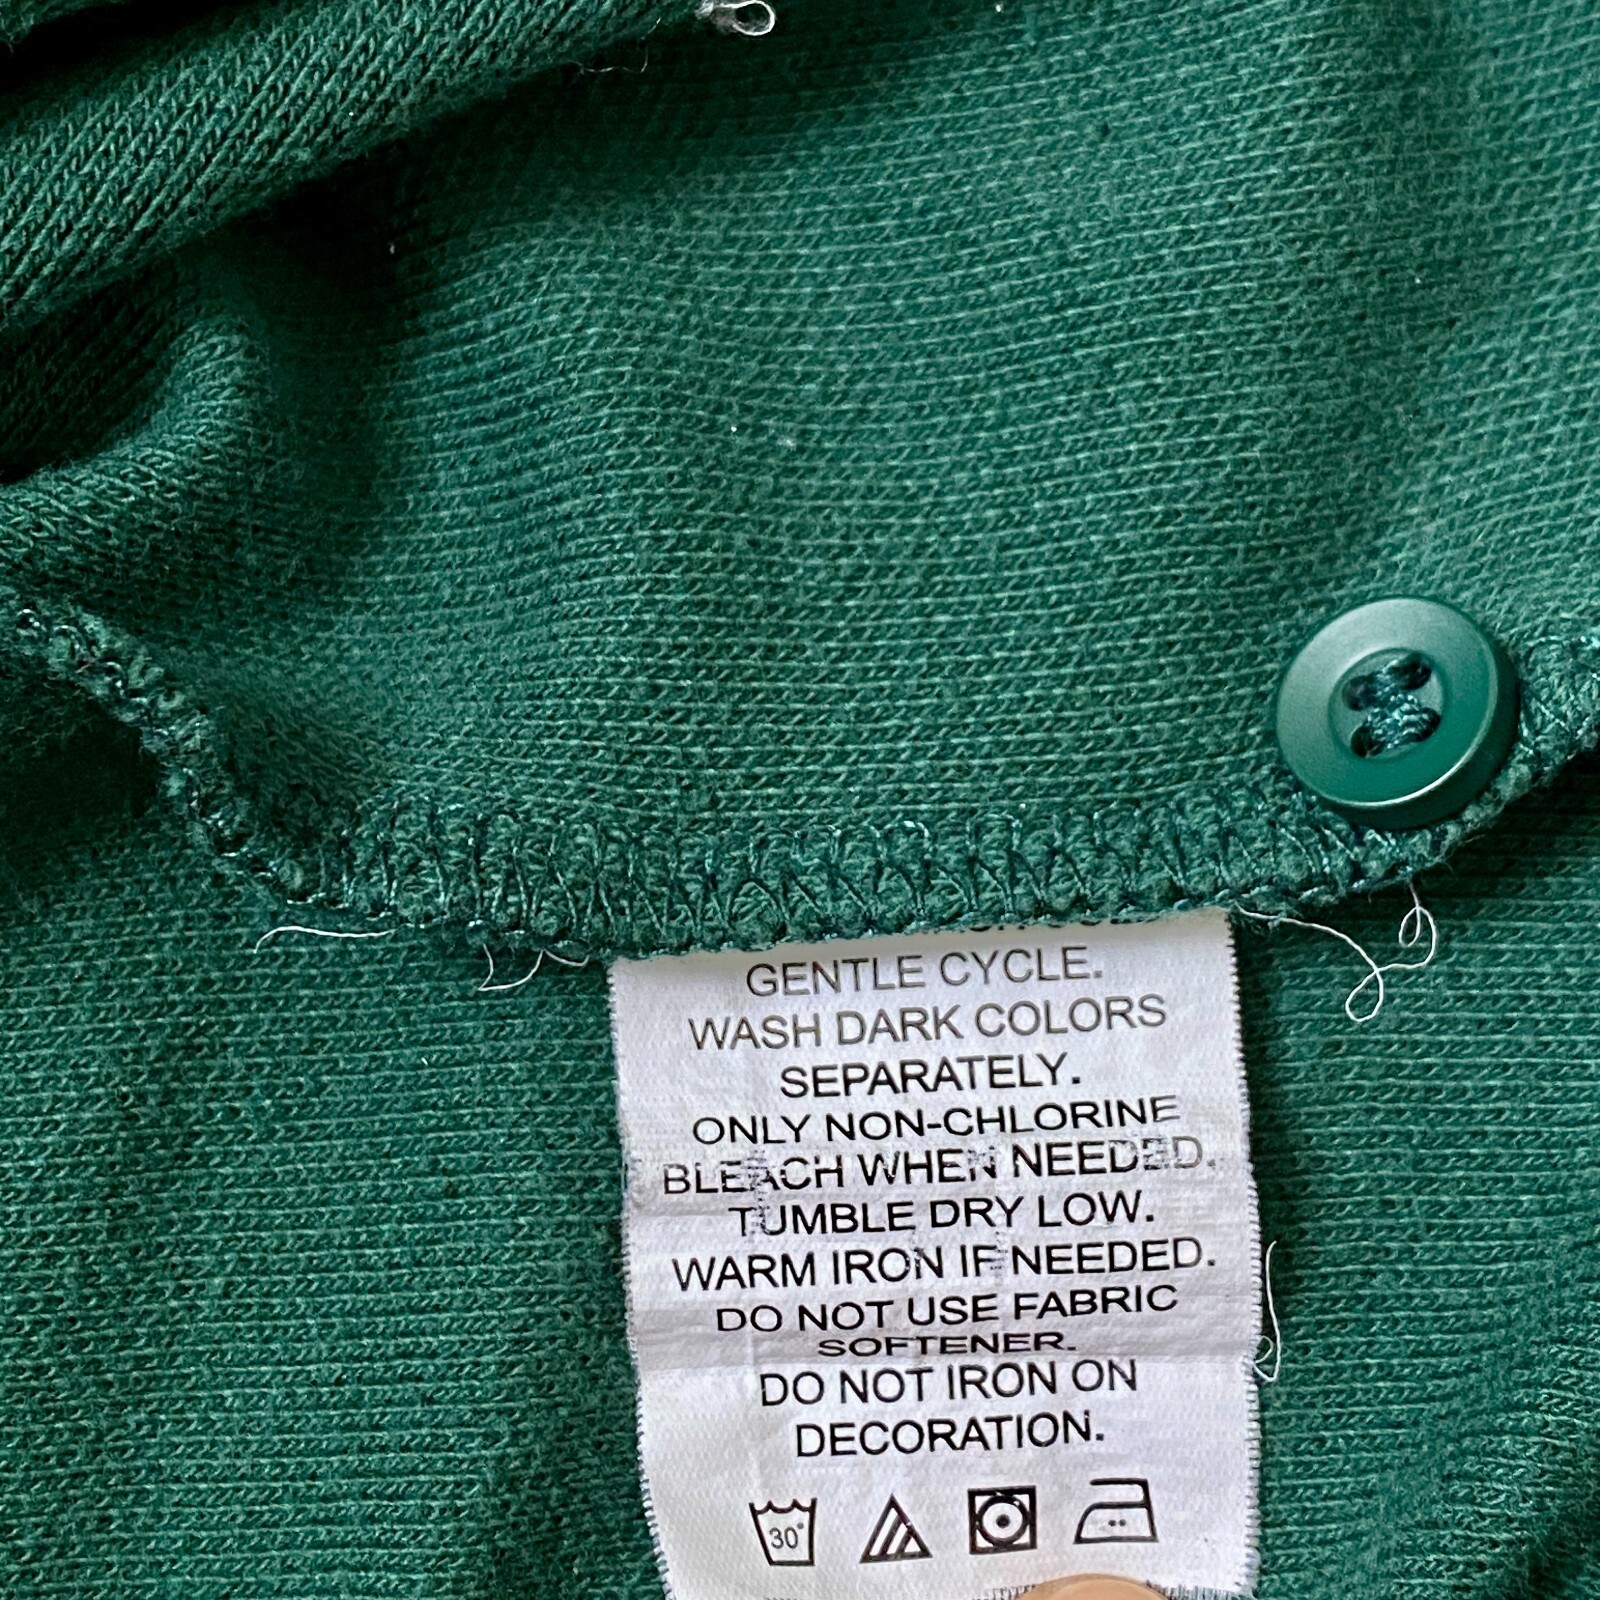 GENTLE CYCLE.
WASH DARK COLORS
SEPARATELY.
ONLY NON-CHLORINE
BLEACH WHEN NEEDED.
TUMBLE DRY LOW.
WARM IRON IF NEEDED.
DO NOT USE FABRIC
SOFTENER.
DO NOT IRON ON
DECORATION.
30°